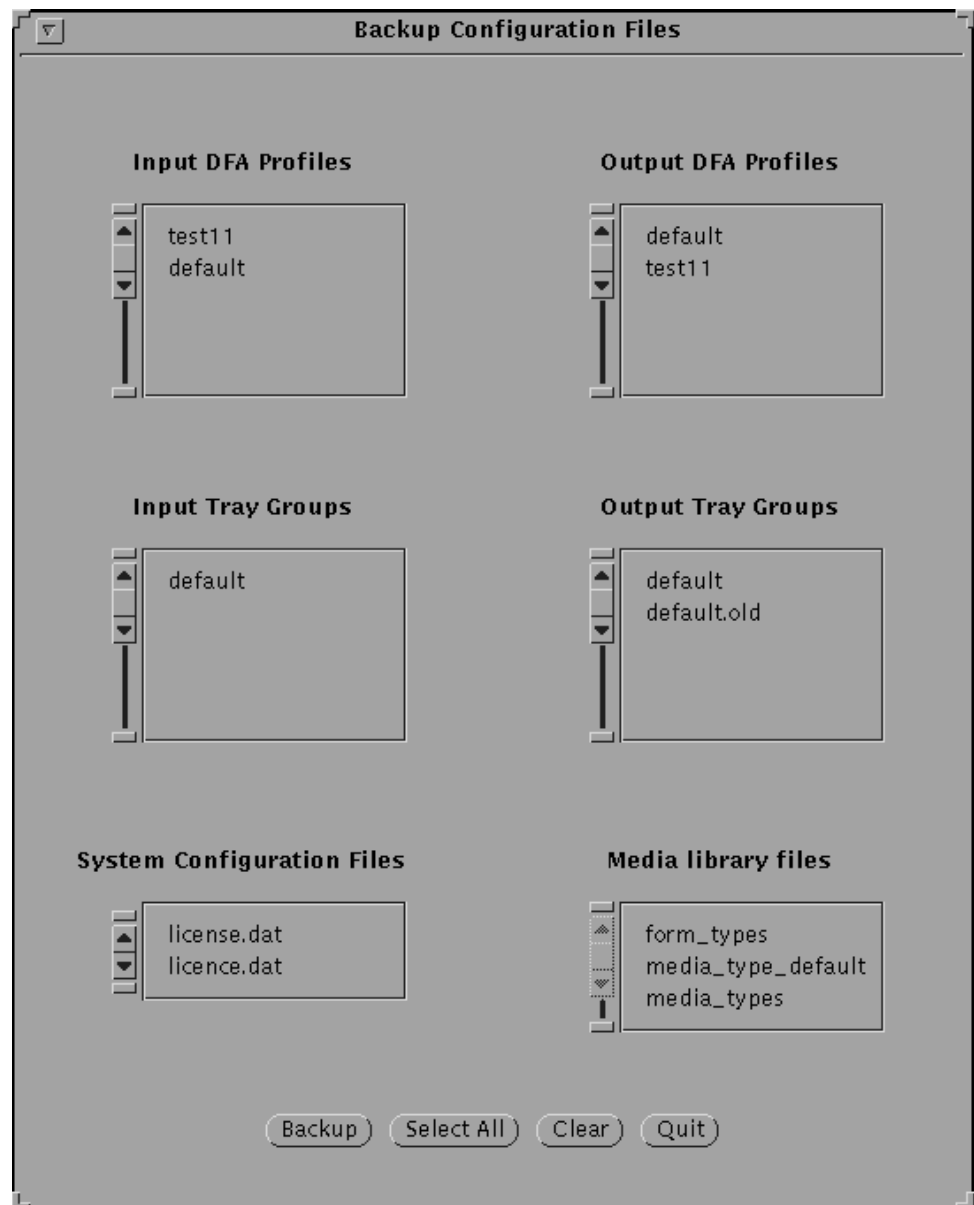 Backup Configuration Files
Input DFA Profiles
test11
default
Output DFA Profiles
default
test11
Input Tray Groups
default
Output Tray Groups
default
default.old
System Configuration Files
license.dat
licence.dat
Media library files
form_types
media_type_default
media_types
Backup
Select All
Clear
Quit